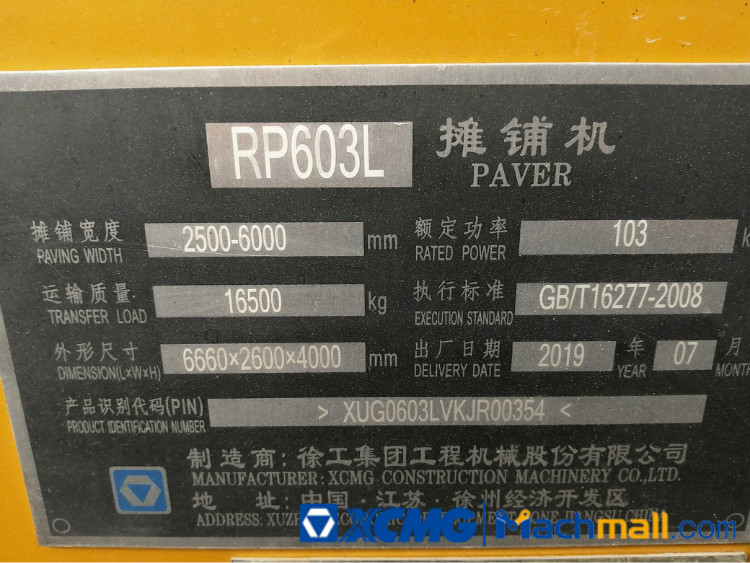 RP603L 摊铺机
PAVER
摊铺宽度 2500-6000 mm 额定功率 103
PAVING WIDTH RATED POWER
运输质量 16500 kg 执行标准 GB/T16277-2008
TRANSFER LOAD EXECUTION STANDARD
外形尺寸 6660×2600×4000 mm 出厂日期 2019 年 07 月
DIMENSION(L×W×H) DELIVERY DATE YEAR MONTH
产品识别代码(PIN) > XUG0603LVKJR00354 <
PRODUCT IDENTIFICATION NUMBER
制造商:徐工集团工程机械股份有限公司
MANUFACTURER: XCMG CONSTRUCTION MACHINERY CO.,LTD.
地 址:中国·江苏·徐州经济开发区
ADDRESS: JIANGSU CHINA
XCMG Machmall.com